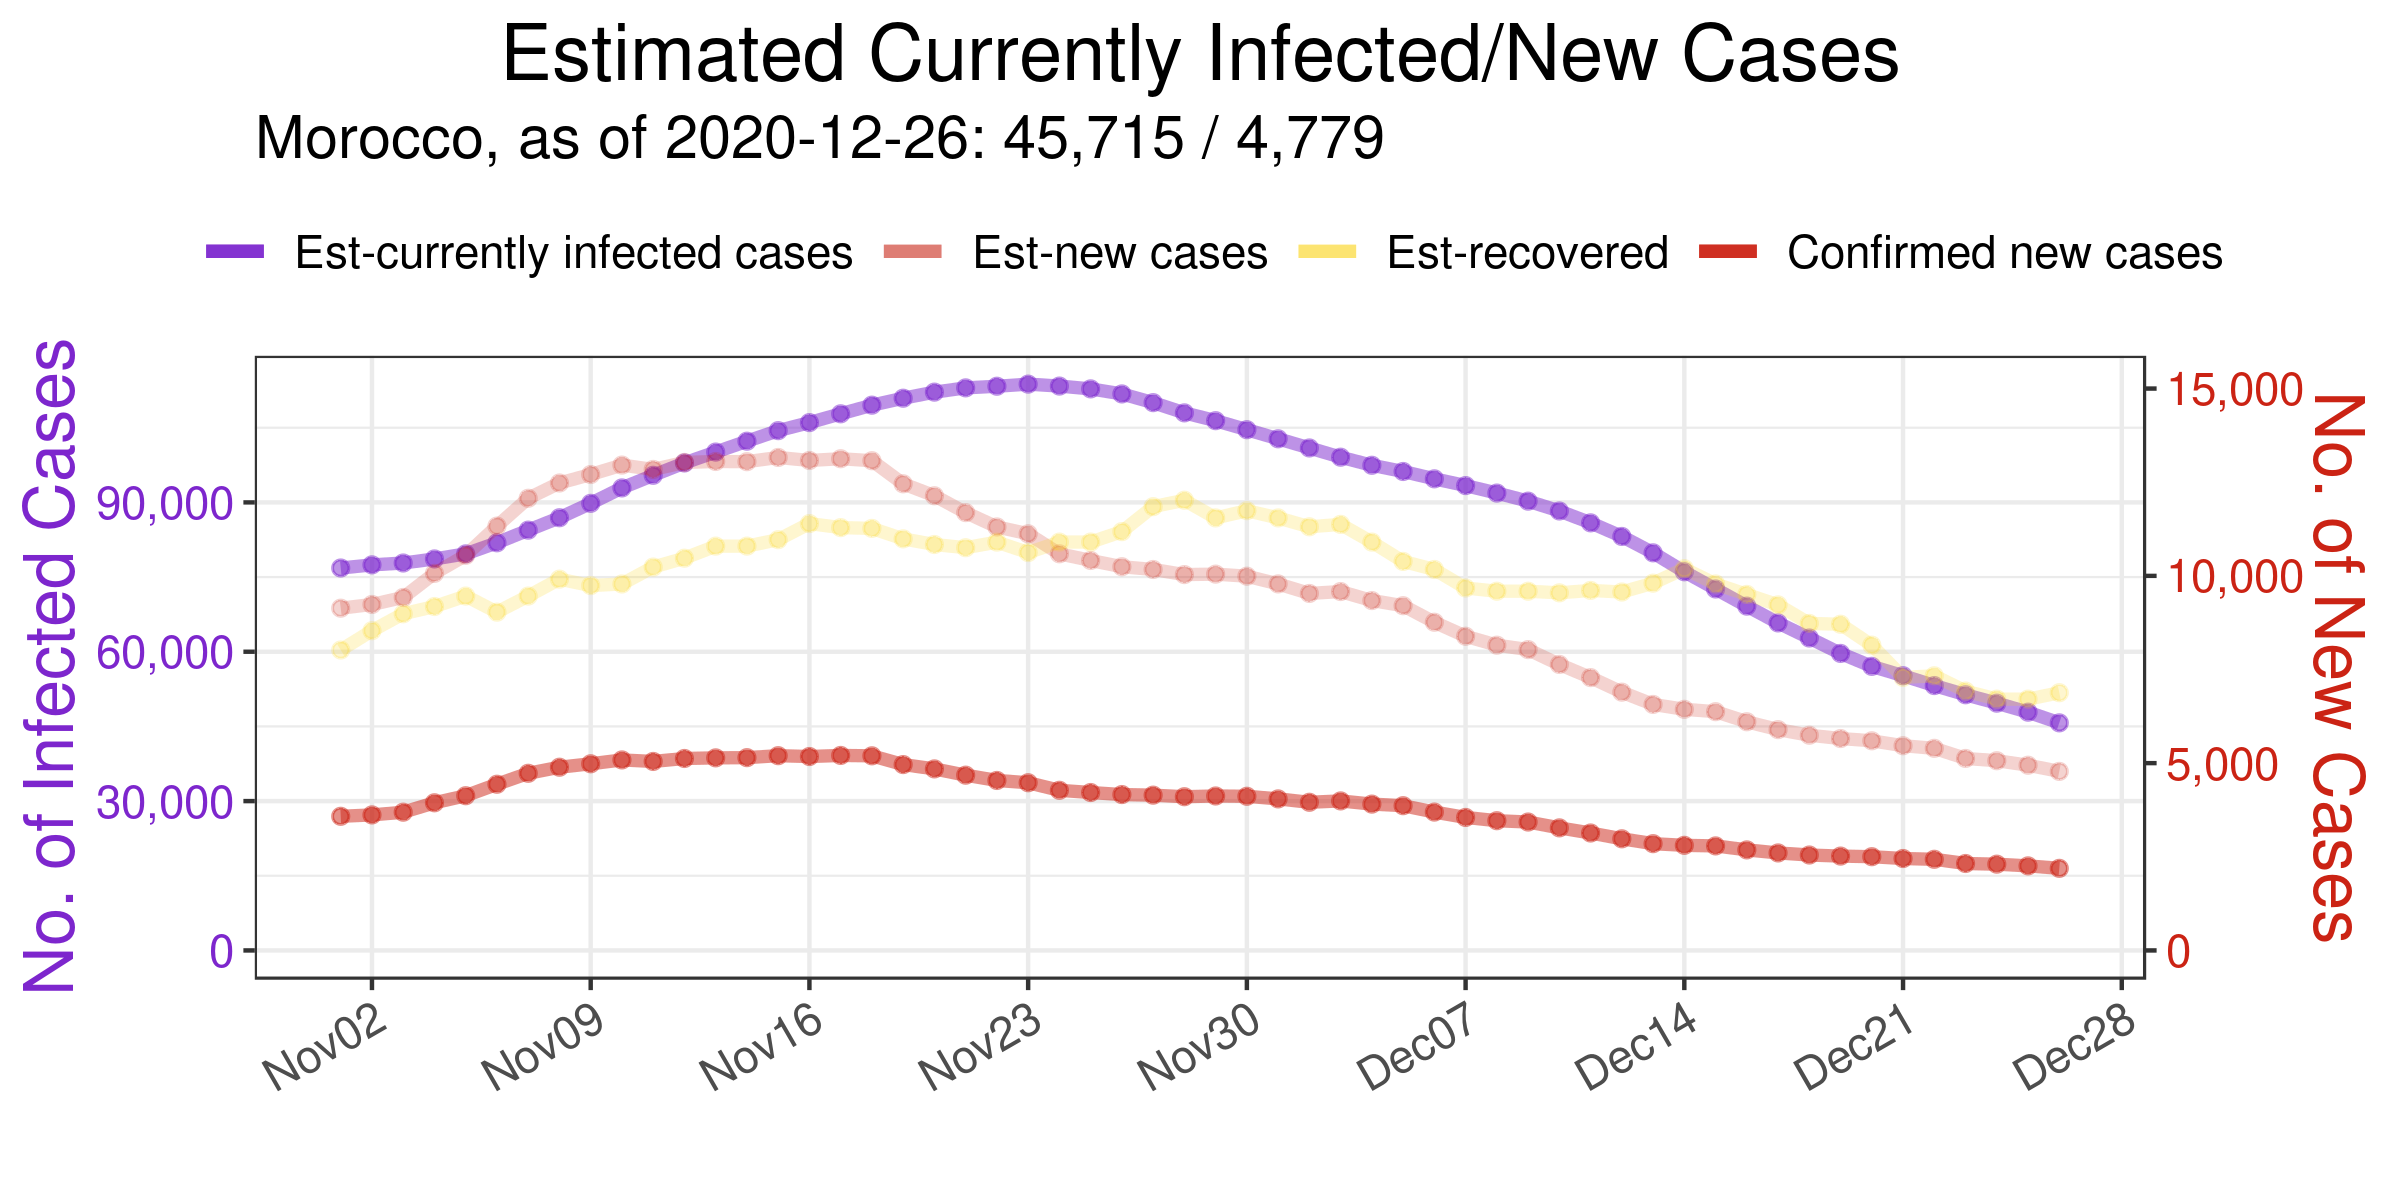 Estimated Currently Infected/New Cases
Morocco, as of 2020-12-26: 45,715 / 4,779
Est-currently infected cases Est-new cases Est-recovered Confirmed new cases
No. of Infected Cases
90,000
60,000
30,000
0
15,000
10,000
5,000
0
No. of New Cases
Nov02 Nov09 Nov16 Nov23 Nov30 Dec07 Dec14 Dec21 Dec28